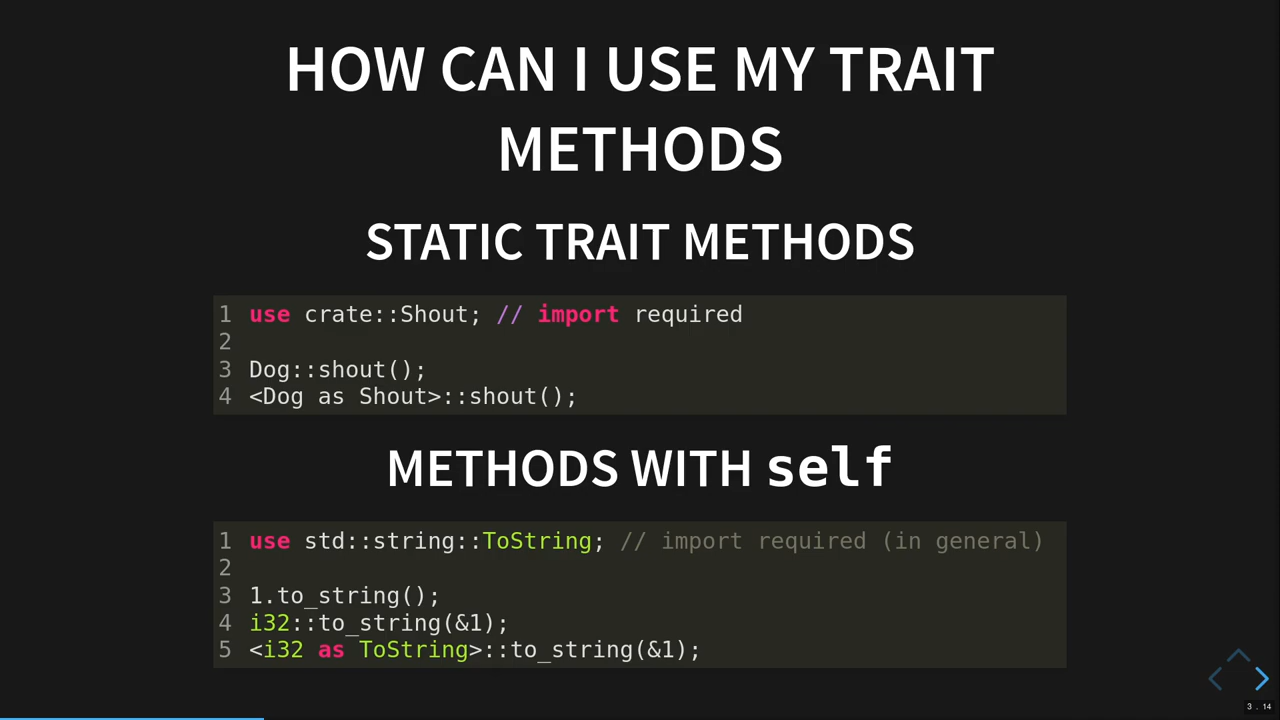 HOW CAN I USE MY TRAIT
METHODS
STATIC TRAIT METHODS
1 use crate::Shout; // import required
2
3 Dog::shout();
4 <Dog as Shout>::shout();
METHODS WITH self
1 use std::string::ToString; // import required (in general)
2
3 1.to_string();
4 i32::to_string(&1);
5 <i32 as ToString>::to_string(&1);
3 . 14